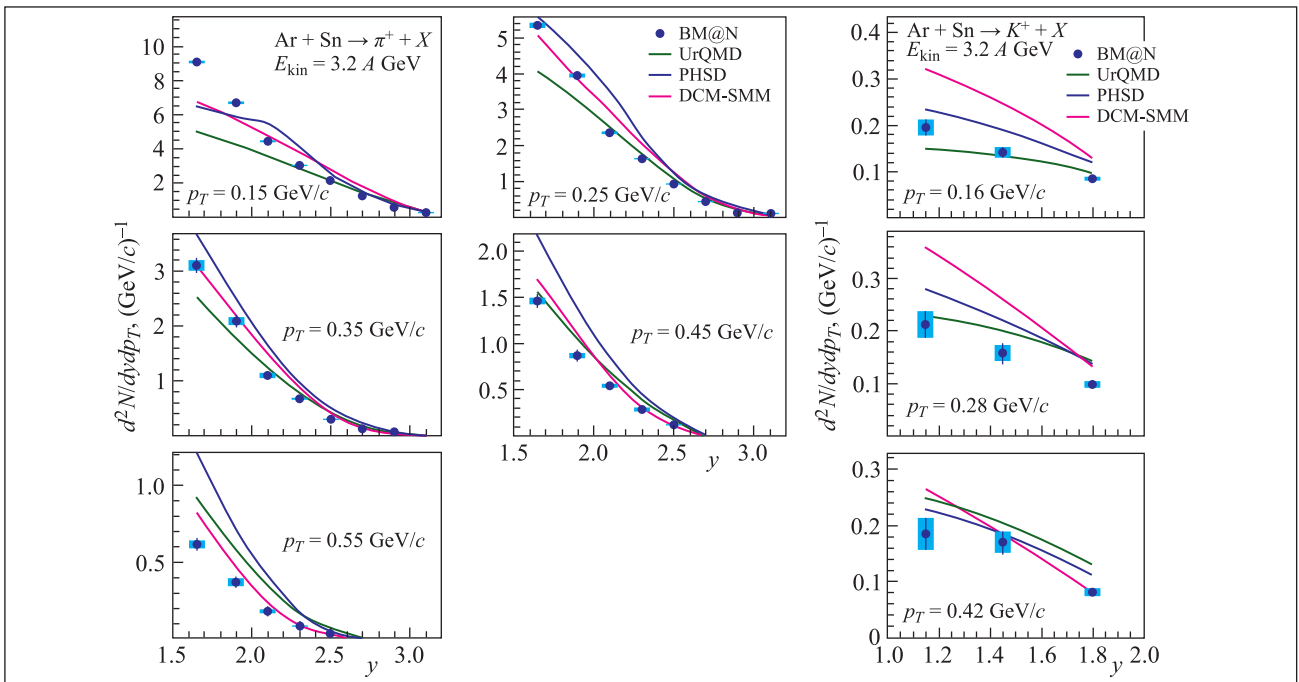 Ar + Sn → π⁺ + X
E_kin = 3.2 A GeV
10
8
6
4
2
p_T = 0.15 GeV/c
BM@N
UrQMD
PHSD
DCM-SMM
5
4
3
2
1
p_T = 0.25 GeV/c
Ar + Sn → K⁺ + X
E_kin = 3.2 A GeV
BM@N
UrQMD
PHSD
DCM-SMM
0.4
0.3
0.2
0.1
0
p_T = 0.16 GeV/c
d²N/dydp_T, (GeV/c)⁻¹
3
2
1
p_T = 0.35 GeV/c
2.0
1.5
1.0
0.5
p_T = 0.45 GeV/c
1.5 2.0 2.5 3.0
y
d²N/dydp_T, (GeV/c)⁻¹
0.3
0.2
0.1
0
p_T = 0.28 GeV/c
1.0
0.5
p_T = 0.55 GeV/c
1.5 2.0 2.5 3.0
y
0.3
0.2
0.1
0
p_T = 0.42 GeV/c
1.0 1.2 1.4 1.6 1.8 2.0
y